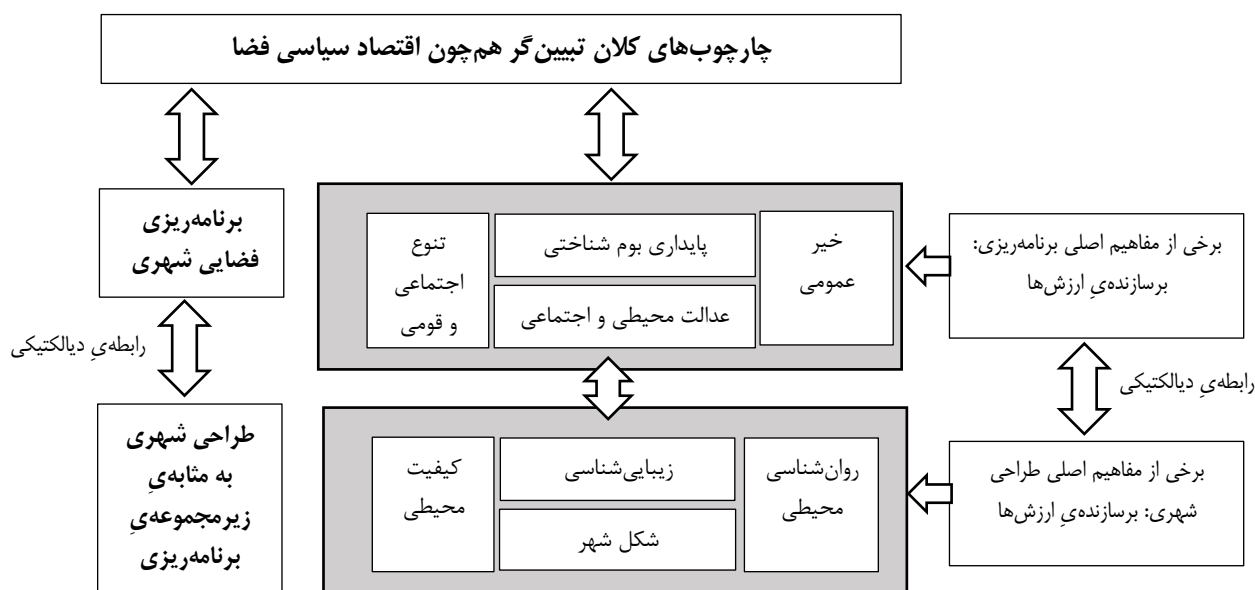 چارچوب‌های کلان تبیین‌گر هم‌چون اقتصاد سیاسی فضا
برخی از مفاهیم اصلی برنامه‌ریزی:
برسازنده‌یِ ارزش‌ها
خیر
عمومی
پایداری بوم شناختی
عدالت محیطی و اجتماعی
تنوع
اجتماعی
و قومی
برنامه‌ریزی
فضایی شهری
رابطه‌یِ دیالکتیکی
رابطه‌یِ دیالکتیکی
برخی از مفاهیم اصلی طراحی
شهری: برسازنده‌یِ ارزش‌ها
روان‌شناسی
محیطی
زیبایی‌شناسی
شکل شهر
کیفیت
محیطی
طراحی شهری
به مثابه‌یِ
زیرمجموعه‌یِ
برنامه‌ریزی